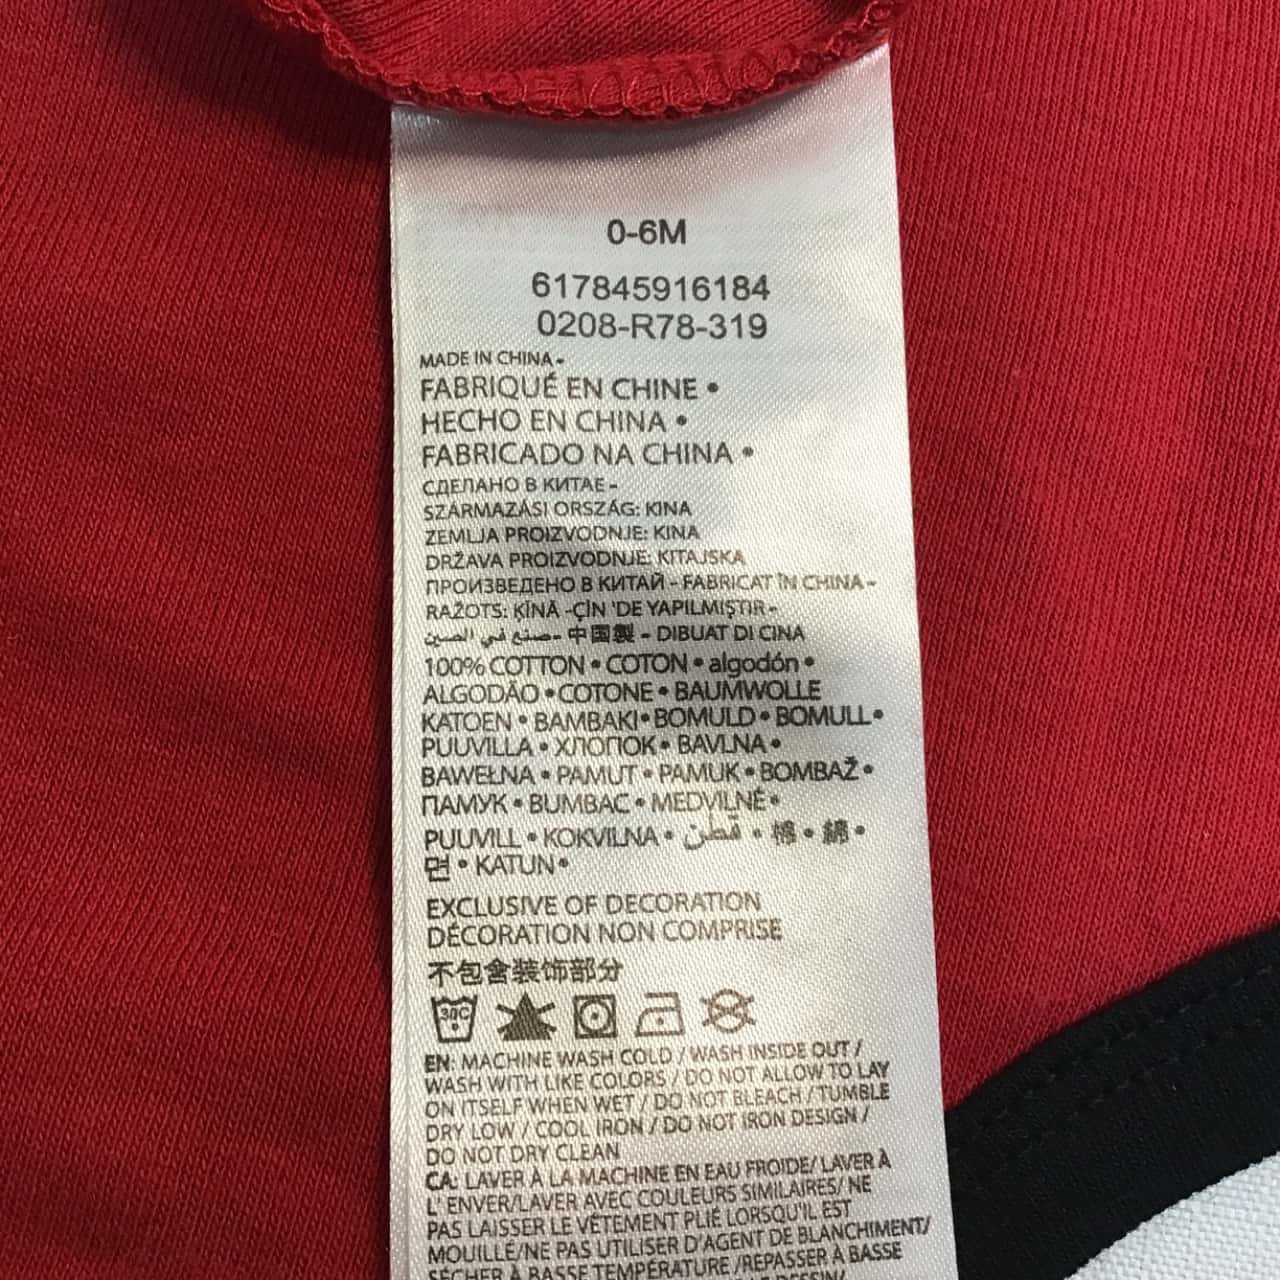 0-6M
617845916184
0208-R78-319
MADE IN CHINA -
FABRIQUÉ EN CHINE •
HECHO EN CHINA •
FABRICADO NA CHINA •
СДЕЛАНО В КИТАЕ -
SZÁRMAZÁSI ORSZÁG: KINA
ZEMLJA PROIZVODNJE: KINA
DRŽAVA PROIZVODNJE: KITAJSKA
ПРОИЗВЕДЕНО В КИТАЙ - FABRICAT ÎN CHINA -
RAŽOTS: ĶĪNĀ -ÇİN 'DE YAPILMIŞTIR -
صنع في الصين - 中国製 - DIBUAT DI CINA
100% COTTON • COTON • algodón •
ALGODÃO • COTONE • BAUMWOLLE
KATOEN • BAMBAKI • BOMULD • BOMULL •
PUUVILLA • ХЛОПОК • BAVLNA •
BAWEŁNA • PAMUT • PAMUK • BOMBAŽ •
ПАМУК • BUMBAC • MEDVILNĖ •
PUUVILL • KOKVILNA • قطن • 棉 • 綿 •
면 • KATUN •
EXCLUSIVE OF DECORATION
DÉCORATION NON COMPRISE
不包含装饰部分
30C
EN: MACHINE WASH COLD / WASH INSIDE OUT /
WASH WITH LIKE COLORS / DO NOT ALLOW TO LAY
ON ITSELF WHEN WET / DO NOT BLEACH / TUMBLE
DRY LOW / COOL IRON / DO NOT IRON DESIGN /
DO NOT DRY CLEAN
CA: LAVER À LA MACHINE EN EAU FROIDE/ LAVER À
L' ENVER/LAVER AVEC COULEURS SIMILAIRES/ NE
PAS LAISSER LE VÊTEMENT PLIÉ LORSQU'IL EST
MOUILLÉ/NE PAS UTILISER D'AGENT DE BLANCHIMENT/
SÉCHER À BASSE TEMPÉRATURE /REPASSER À BASSE